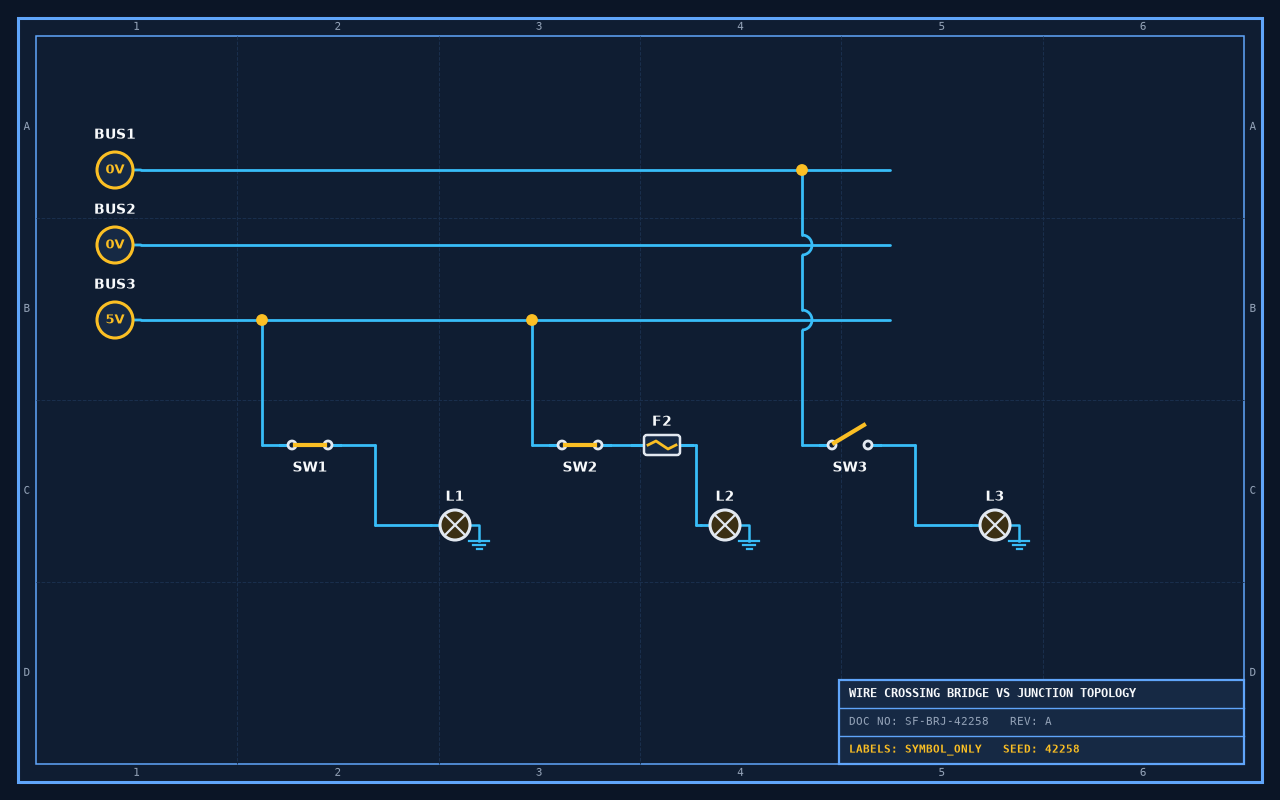 1 2 3 4 5 6
A A
BUS1
0V
BUS2
0V
BUS3
B B
5V
F2
SW1 SW2 SW3
C C
L1 L2 L3
D D
WIRE CROSSING BRIDGE VS JUNCTION TOPOLOGY
DOC NO: SF-BRJ-42258 REV: A
LABELS: SYMBOL_ONLY SEED: 42258
1 2 3 4 5 6